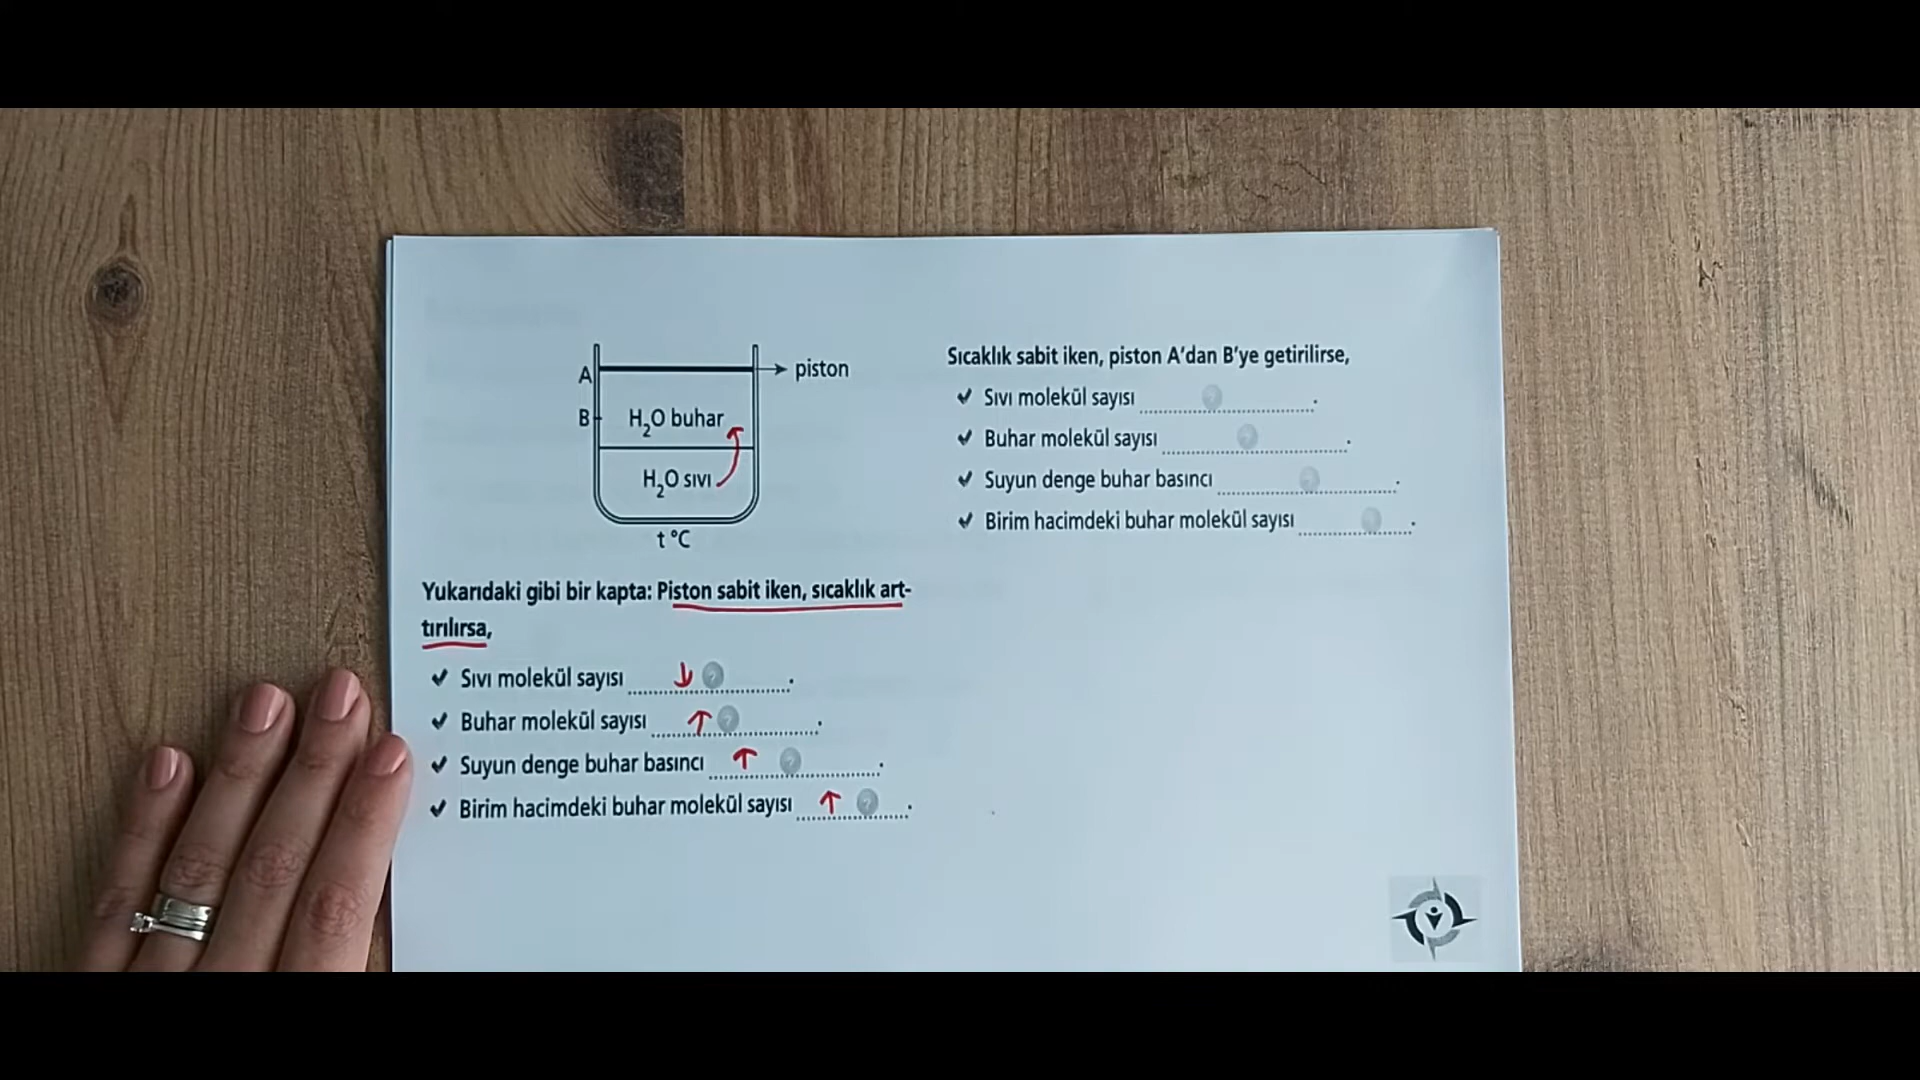 A
piston
B
H₂O buhar
H₂O sıvı
t °C
Yukarıdaki gibi bir kapta: Piston sabit iken, sıcaklık art-
tırılırsa,
✔ Sıvı molekül sayısı ↓ ? .
✔ Buhar molekül sayısı ↑ ? .
✔ Suyun denge buhar basıncı ↑ ? .
✔ Birim hacimdeki buhar molekül sayısı ↑ ? .
Sıcaklık sabit iken, piston A'dan B'ye getirilirse,
✔ Sıvı molekül sayısı ? .
✔ Buhar molekül sayısı ? .
✔ Suyun denge buhar basıncı ? .
✔ Birim hacimdeki buhar molekül sayısı ? .